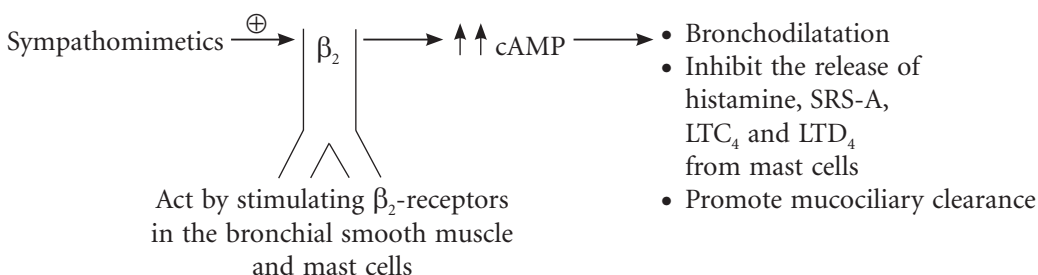 Sympathomimetics ⊕ β₂ ↑↑ cAMP
• Bronchodilatation
• Inhibit the release of
histamine, SRS-A,
LTC₄ and LTD₄
from mast cells
• Promote mucociliary clearance
Act by stimulating β₂-receptors
in the bronchial smooth muscle
and mast cells